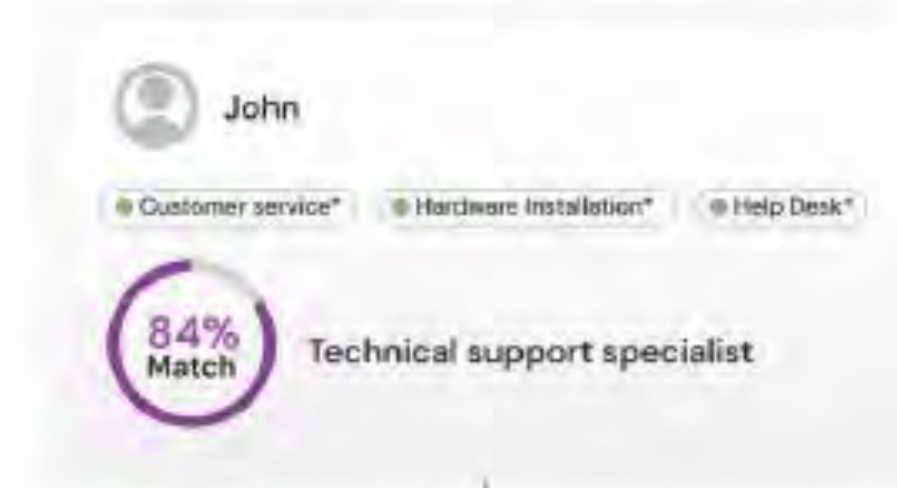 John
Customer service* Hardware Installation* Help Desk*
84%
Match
Technical support specialist